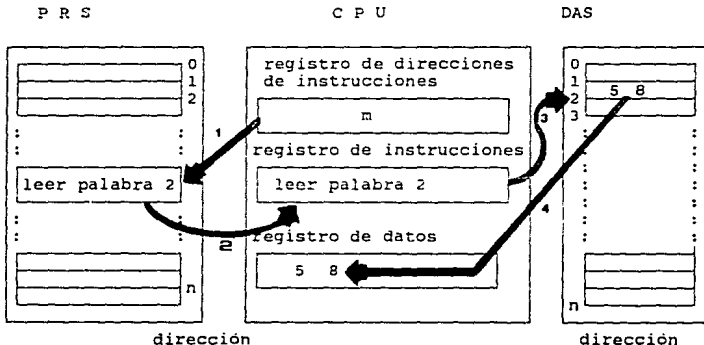 P R S
C P U
DAS
0
1
2
leer palabra 2
n
dirección
registro de direcciones
de instrucciones
m
registro de instrucciones
leer palabra 2
registro de datos
5 8
1
2
3
4
0
1
2
3
5 8
n
dirección